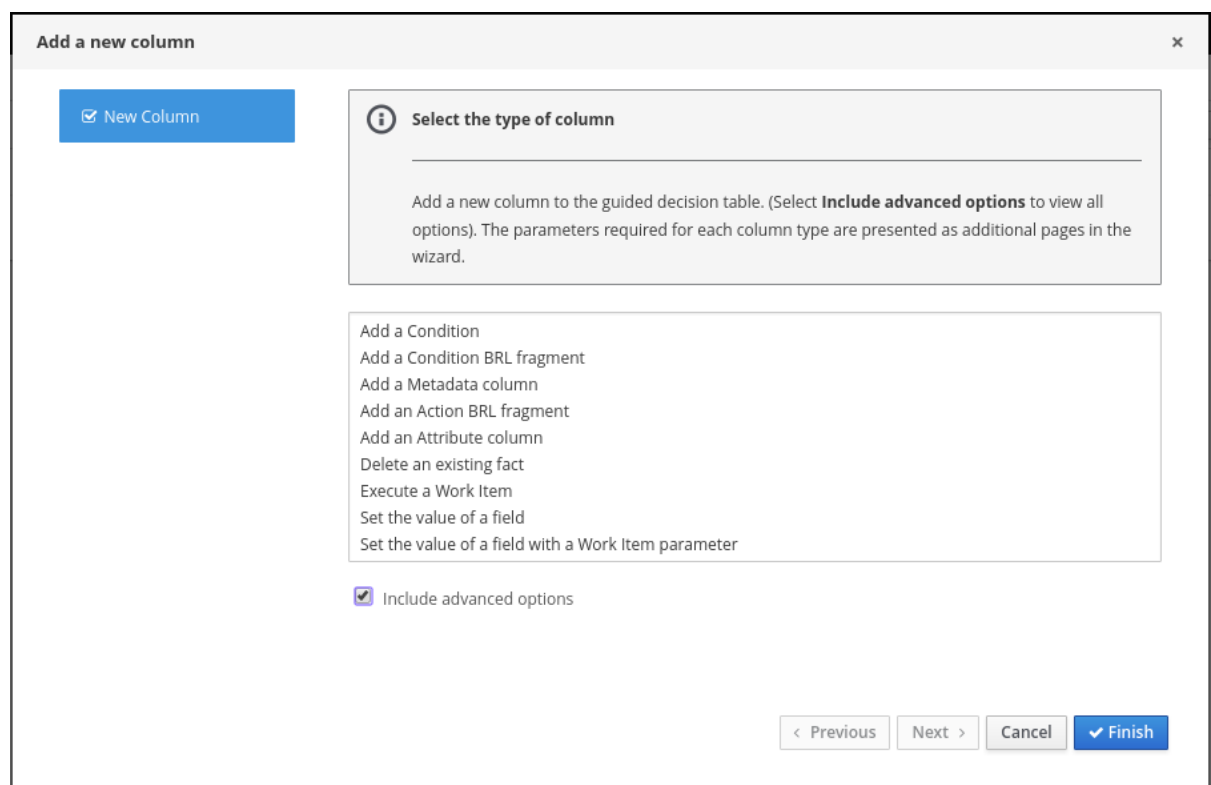 Add a new column ×
New Column
Select the type of column
Add a new column to the guided decision table. (Select Include advanced options to view all
options). The parameters required for each column type are presented as additional pages in the
wizard.
Add a Condition
Add a Condition BRL fragment
Add a Metadata column
Add an Action BRL fragment
Add an Attribute column
Delete an existing fact
Execute a Work Item
Set the value of a field
Set the value of a field with a Work Item parameter
Include advanced options
< Previous Next > Cancel Finish